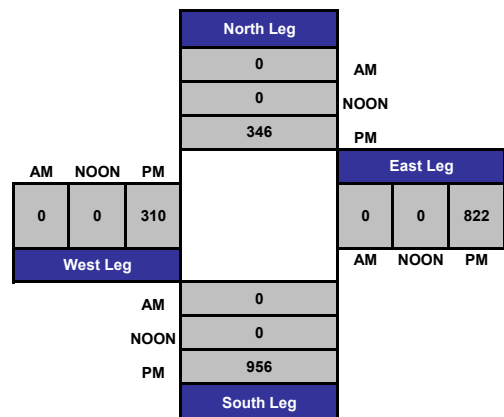 North Leg
0 AM
0 NOON
346 PM
AM NOON PM
East Leg
0 0 310
0 0 822
West Leg
AM NOON PM
AM 0
NOON 0
PM 956
South Leg